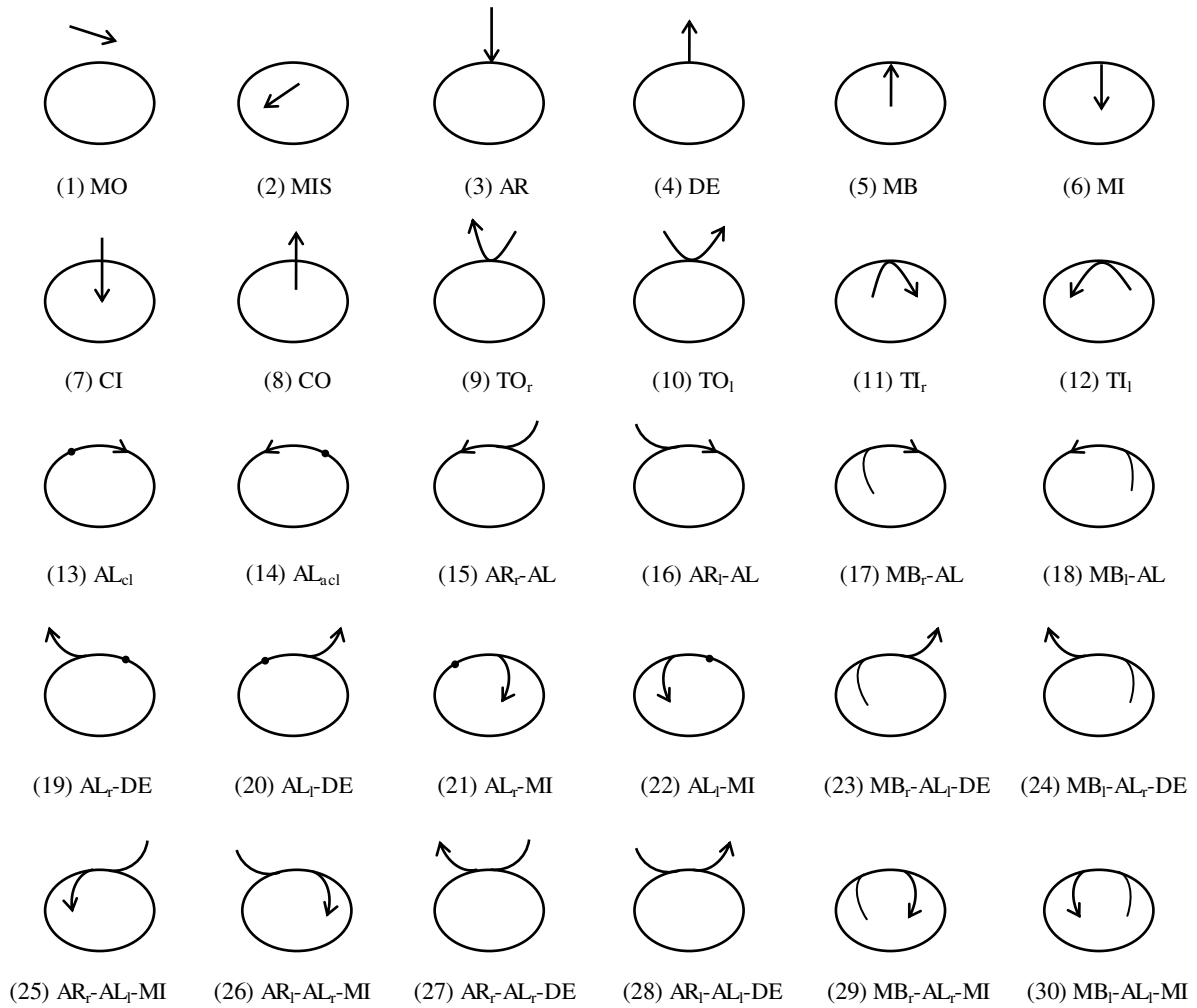 (1) MO (2) MIS (3) AR (4) DE (5) MB (6) MI
(7) CI (8) CO (9) TOr (10) TOl (11) TIr (12) TIl
(13) ALcl (14) ALacl (15) ARr-AL (16) ARl-AL (17) MBr-AL (18) MBl-AL
(19) ALr-DE (20) ALl-DE (21) ALr-MI (22) ALl-MI (23) MBr-ALl-DE (24) MBl-ALr-DE
(25) ARr-ALl-MI (26) ARl-ALr-MI (27) ARr-ALr-DE (28) ARl-ALl-DE (29) MBr-ALr-MI (30) MBl-ALl-MI